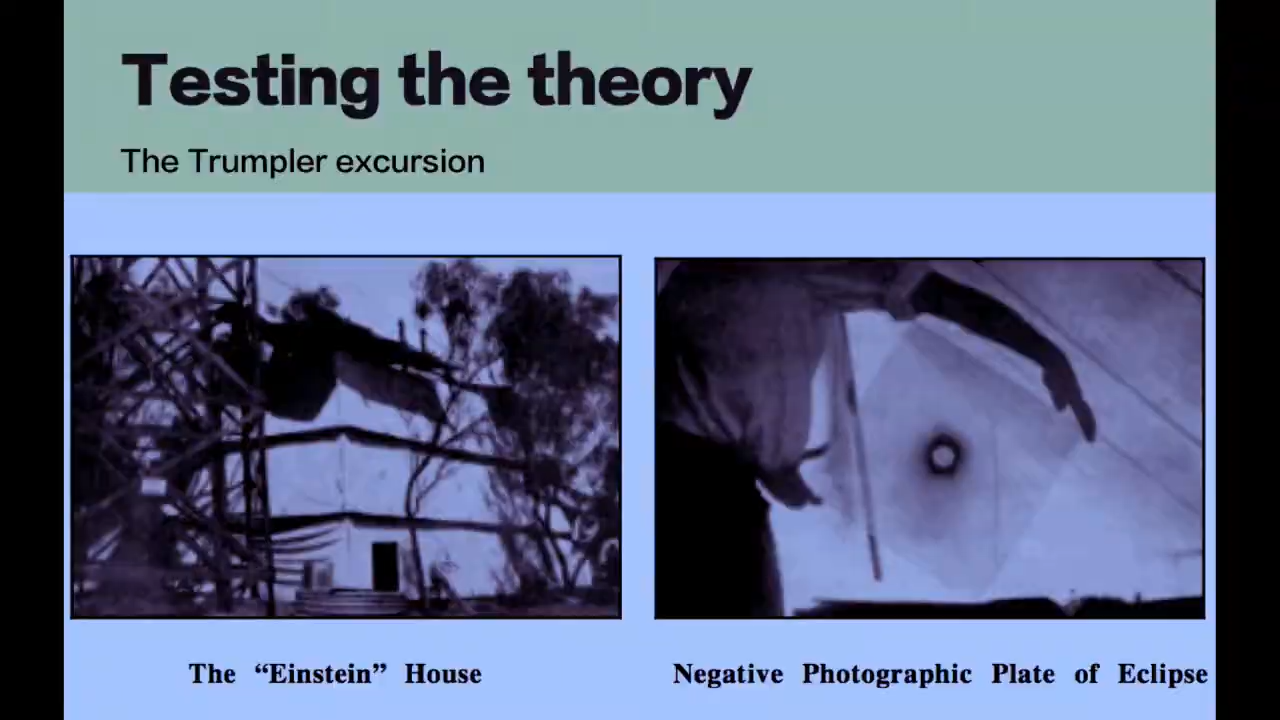 Testing the theory
The Trumpler excursion
The “Einstein” House
Negative Photographic Plate of Eclipse